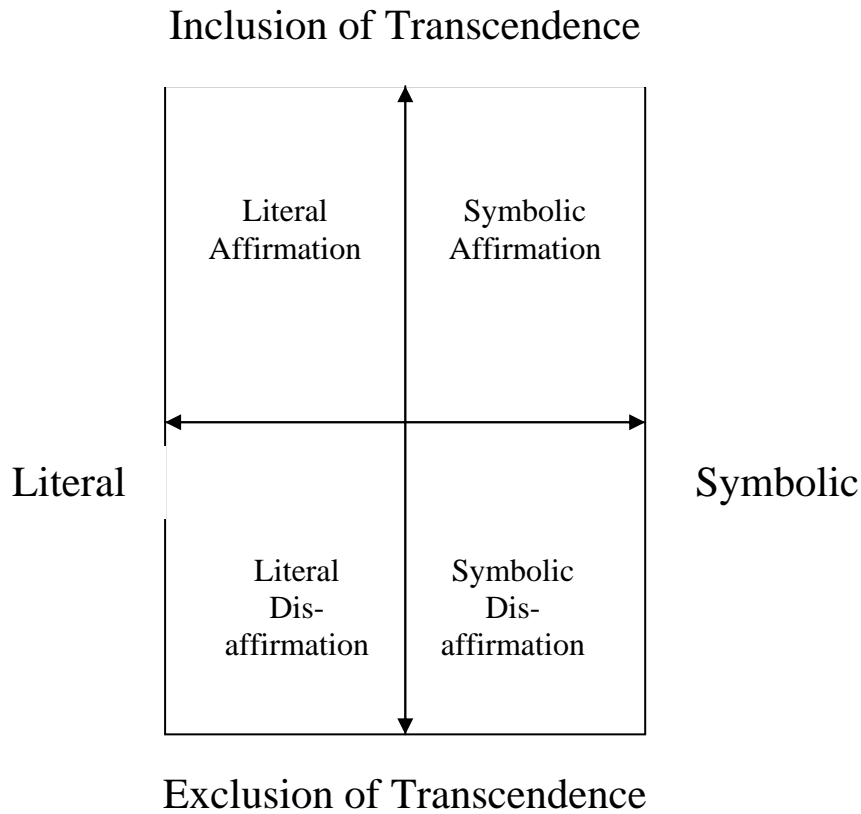 Inclusion of Transcendence
Literal
Affirmation
Symbolic
Affirmation
Literal
Symbolic
Literal
Dis-
affirmation
Symbolic
Dis-
affirmation
Exclusion of Transcendence